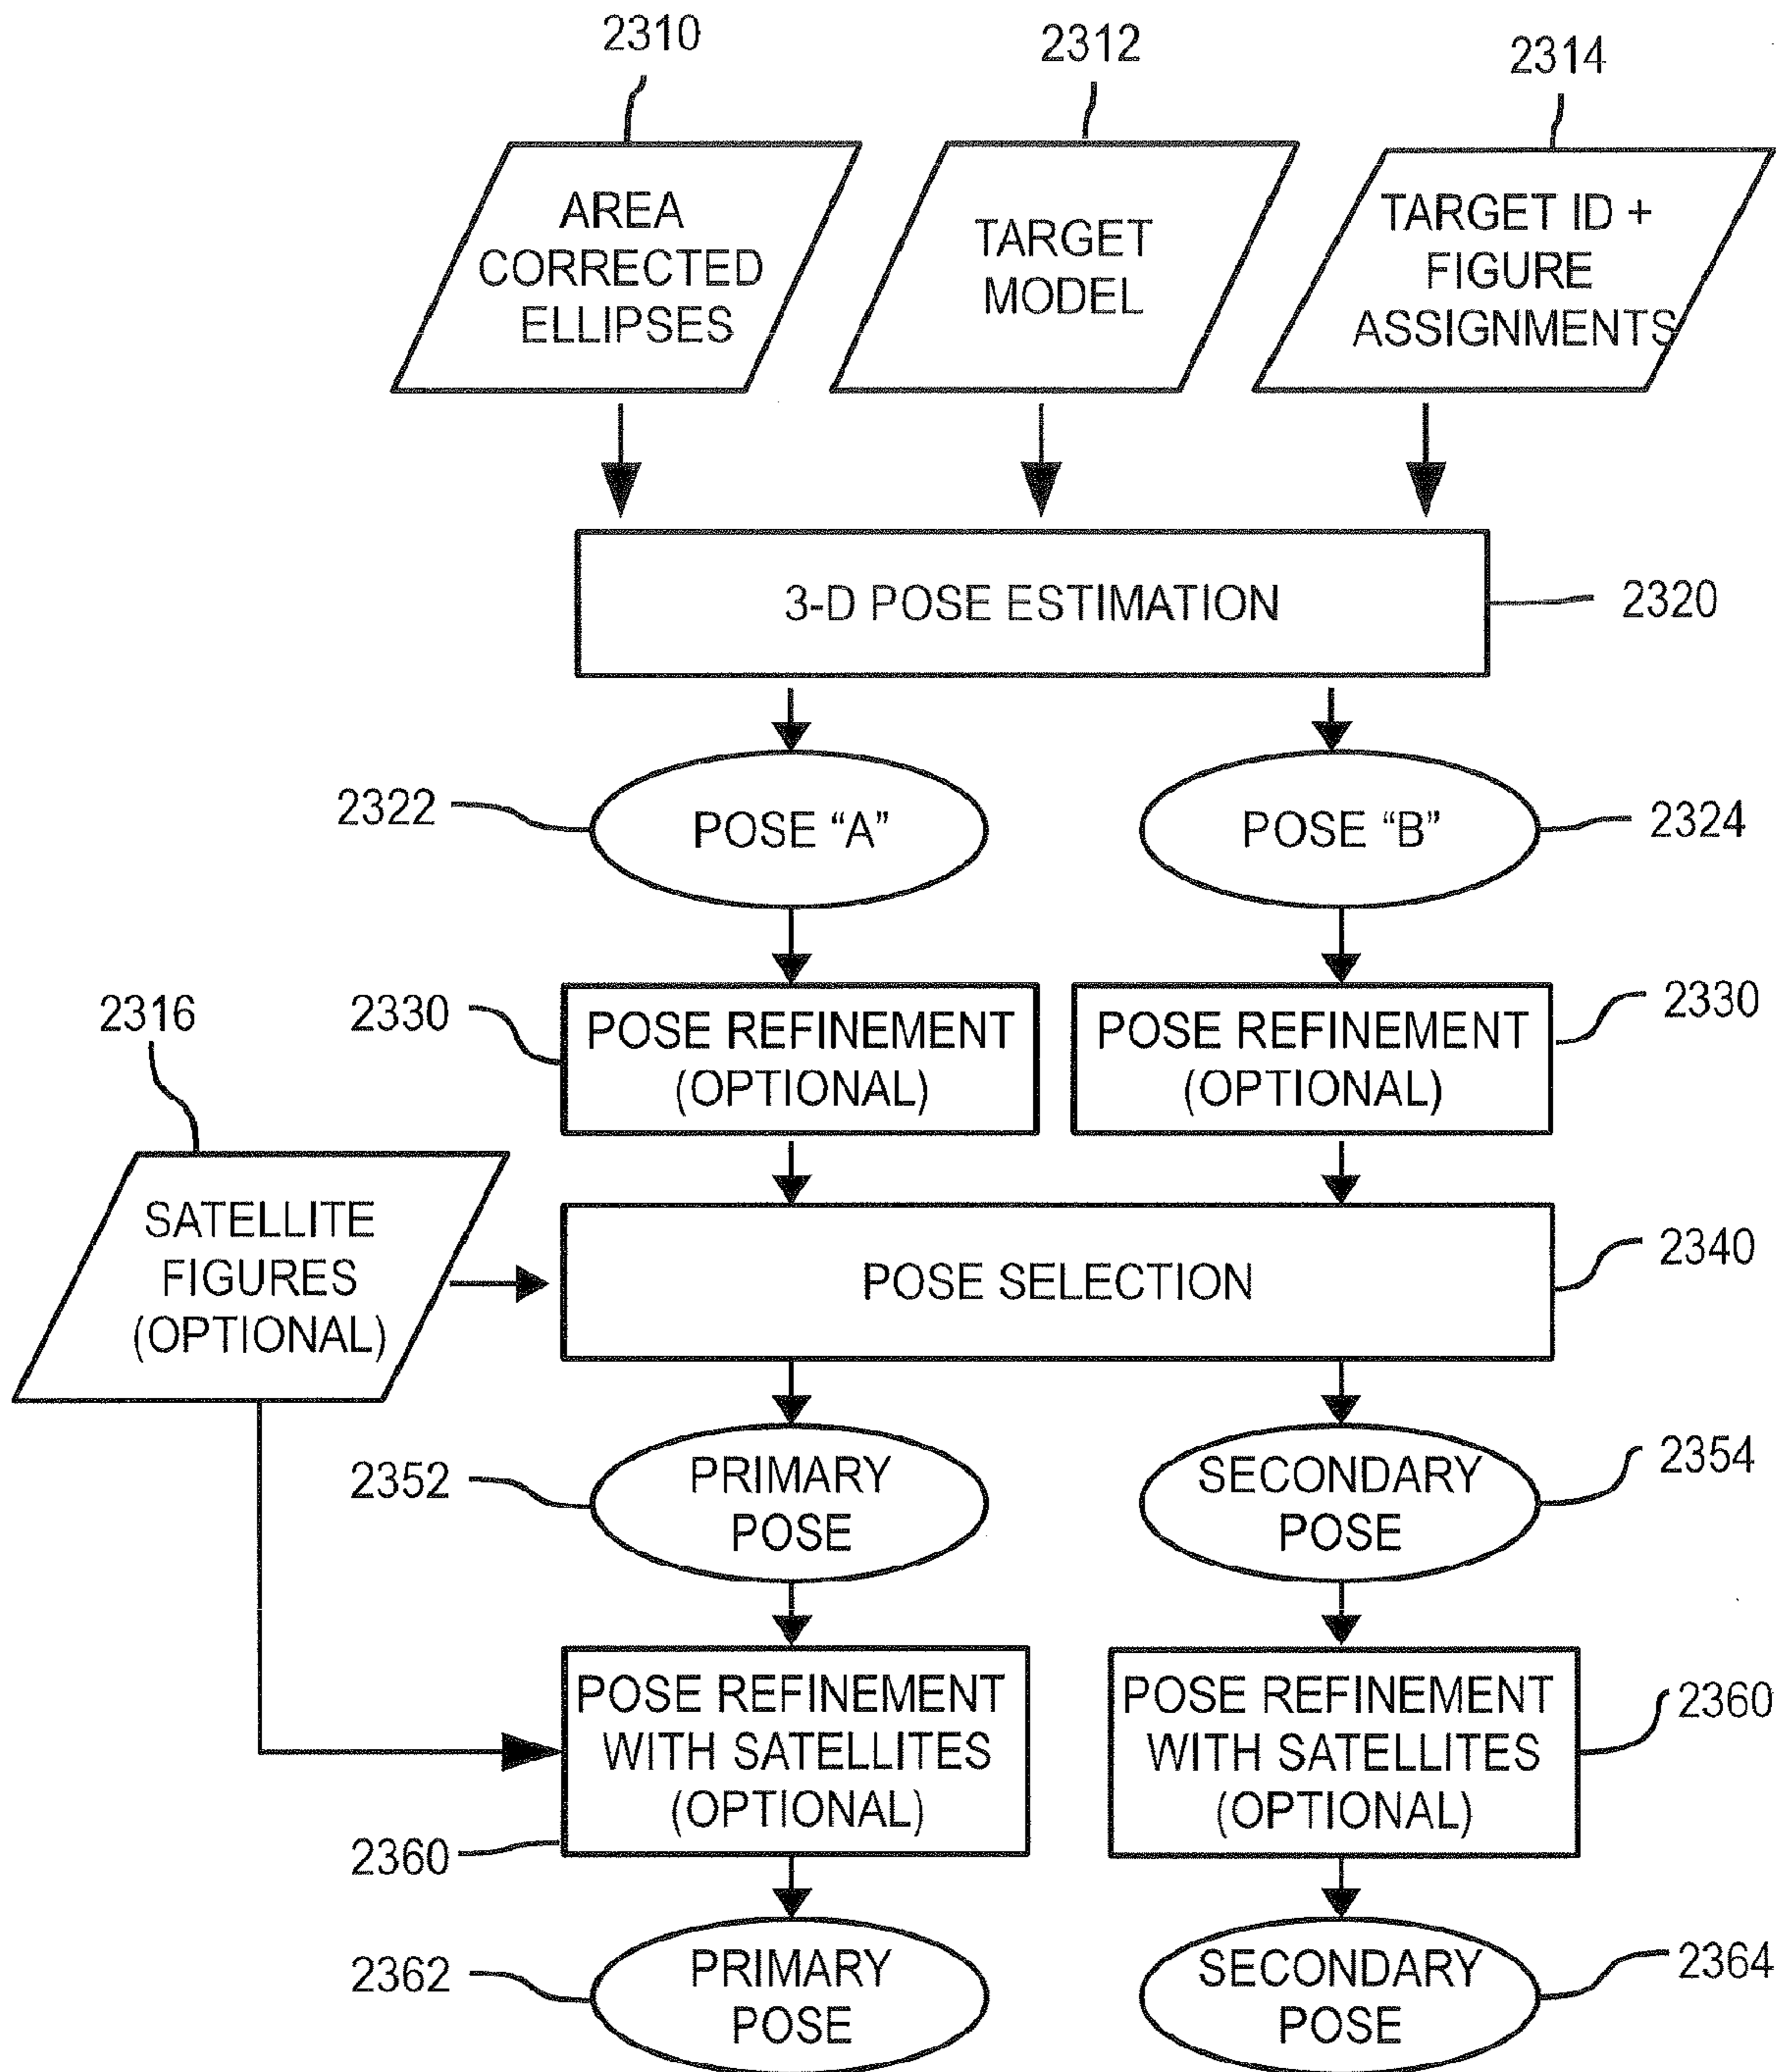 2310
2312
2314
AREA
CORRECTED
ELLIPSES
TARGET
MODEL
TARGET ID +
FIGURE
ASSIGNMENTS
3-D POSE ESTIMATION
2320
2322
POSE “A”
POSE “B”
2324
2316
2330
POSE REFINEMENT
(OPTIONAL)
POSE REFINEMENT
(OPTIONAL)
2330
SATELLITE
FIGURES
(OPTIONAL)
POSE SELECTION
2340
2352
PRIMARY
POSE
SECONDARY
POSE
2354
POSE REFINEMENT
WITH SATELLITES
(OPTIONAL)
2360
POSE REFINEMENT
WITH SATELLITES
(OPTIONAL)
2360
2362
PRIMARY
POSE
SECONDARY
POSE
2364